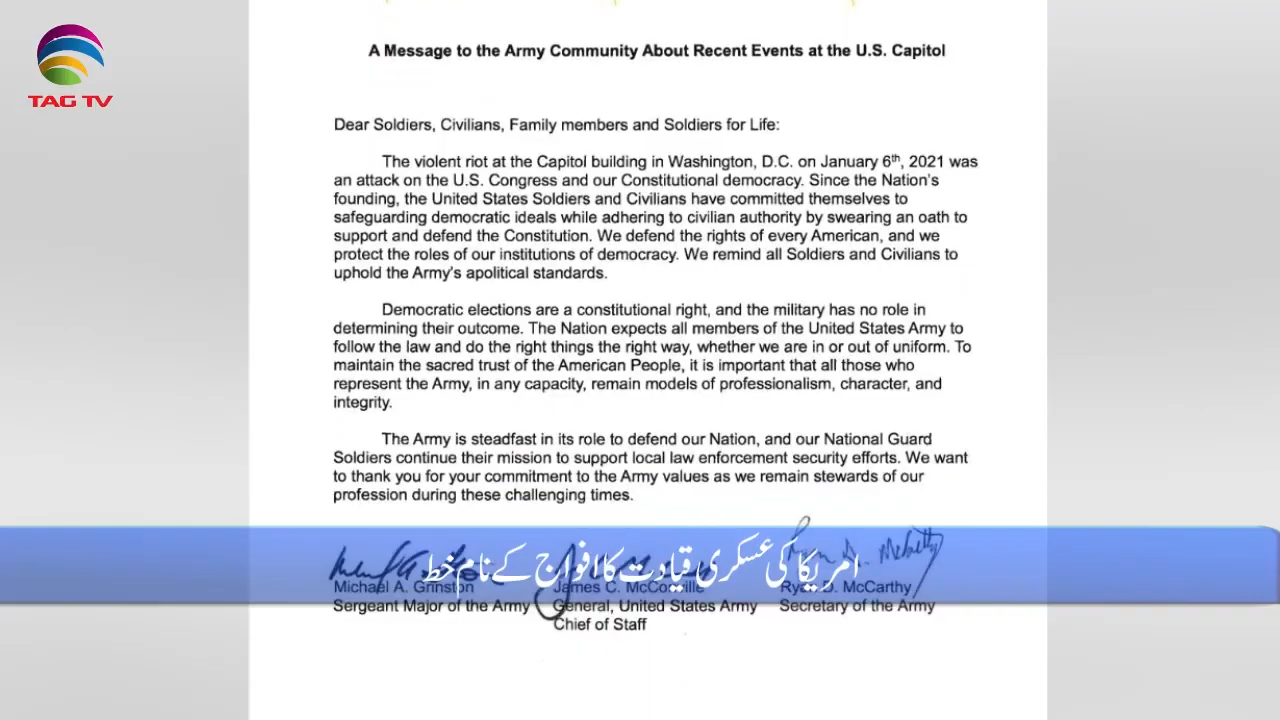 TAG TV
A Message to the Army Community About Recent Events at the U.S. Capitol
Dear Soldiers, Civilians, Family members and Soldiers for Life:
The violent riot at the Capitol building in Washington, D.C. on January 6th, 2021 was
an attack on the U.S. Congress and our Constitutional democracy. Since the Nation's
founding, the United States Soldiers and Civilians have committed themselves to
safeguarding democratic ideals while adhering to civilian authority by swearing an oath to
support and defend the Constitution. We defend the rights of every American, and we
protect the roles of our institutions of democracy. We remind all Soldiers and Civilians to
uphold the Army's apolitical standards.
Democratic elections are a constitutional right, and the military has no role in
determining their outcome. The Nation expects all members of the United States Army to
follow the law and do the right things the right way, whether we are in or out of uniform. To
maintain the sacred trust of the American People, it is important that all those who
represent the Army, in any capacity, remain models of professionalism, character, and
integrity.
The Army is steadfast in its role to defend our Nation, and our National Guard
Soldiers continue their mission to support local law enforcement security efforts. We want
to thank you for your commitment to the Army values as we remain stewards of our
profession during these challenging times.
امریکا کی عسکری قیادت کا افواج کے نام خط
Michael A. Grinston James C. McConville Ryan D. McCarthy
Sergeant Major of the Army General, United States Army Secretary of the Army
Chief of Staff